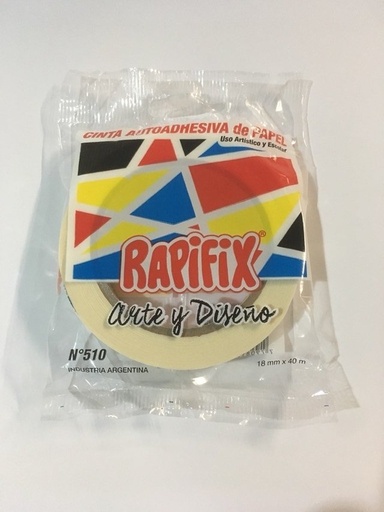 CINTA AUTOADHESIVA de PAPEL
Uso Artístico y Escolar
RAPIFIX®
Arte y Diseño
N°510
INDUSTRIA ARGENTINA
18 mm x 40 m